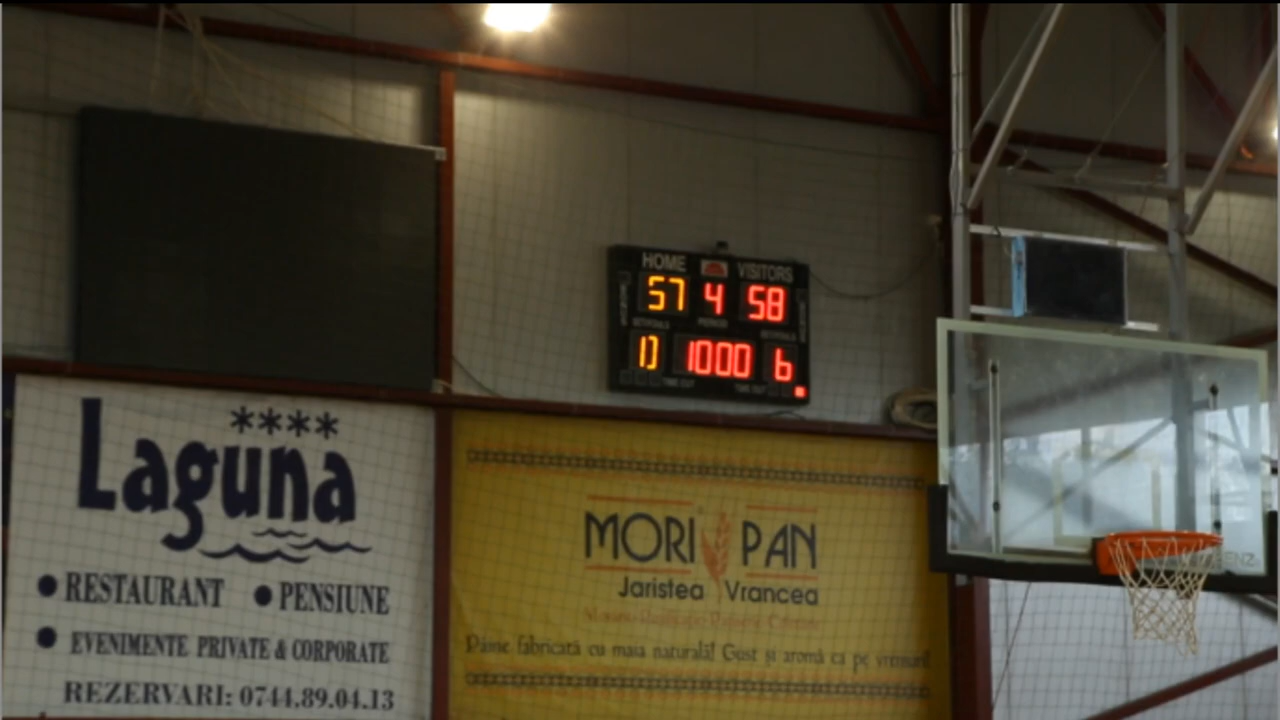 HOME VISITORS
57 4 58
1000 6
Laguna
RESTAURANT PENSIUNE
EVENIMENTE PRIVATE & CORPORATE
REZERVARI: 0744.89.04.13
MORI PAN
Jaristea Vrancea
Pâine fabricată cu maia naturală! Gust și aromă ca pe vremuri!